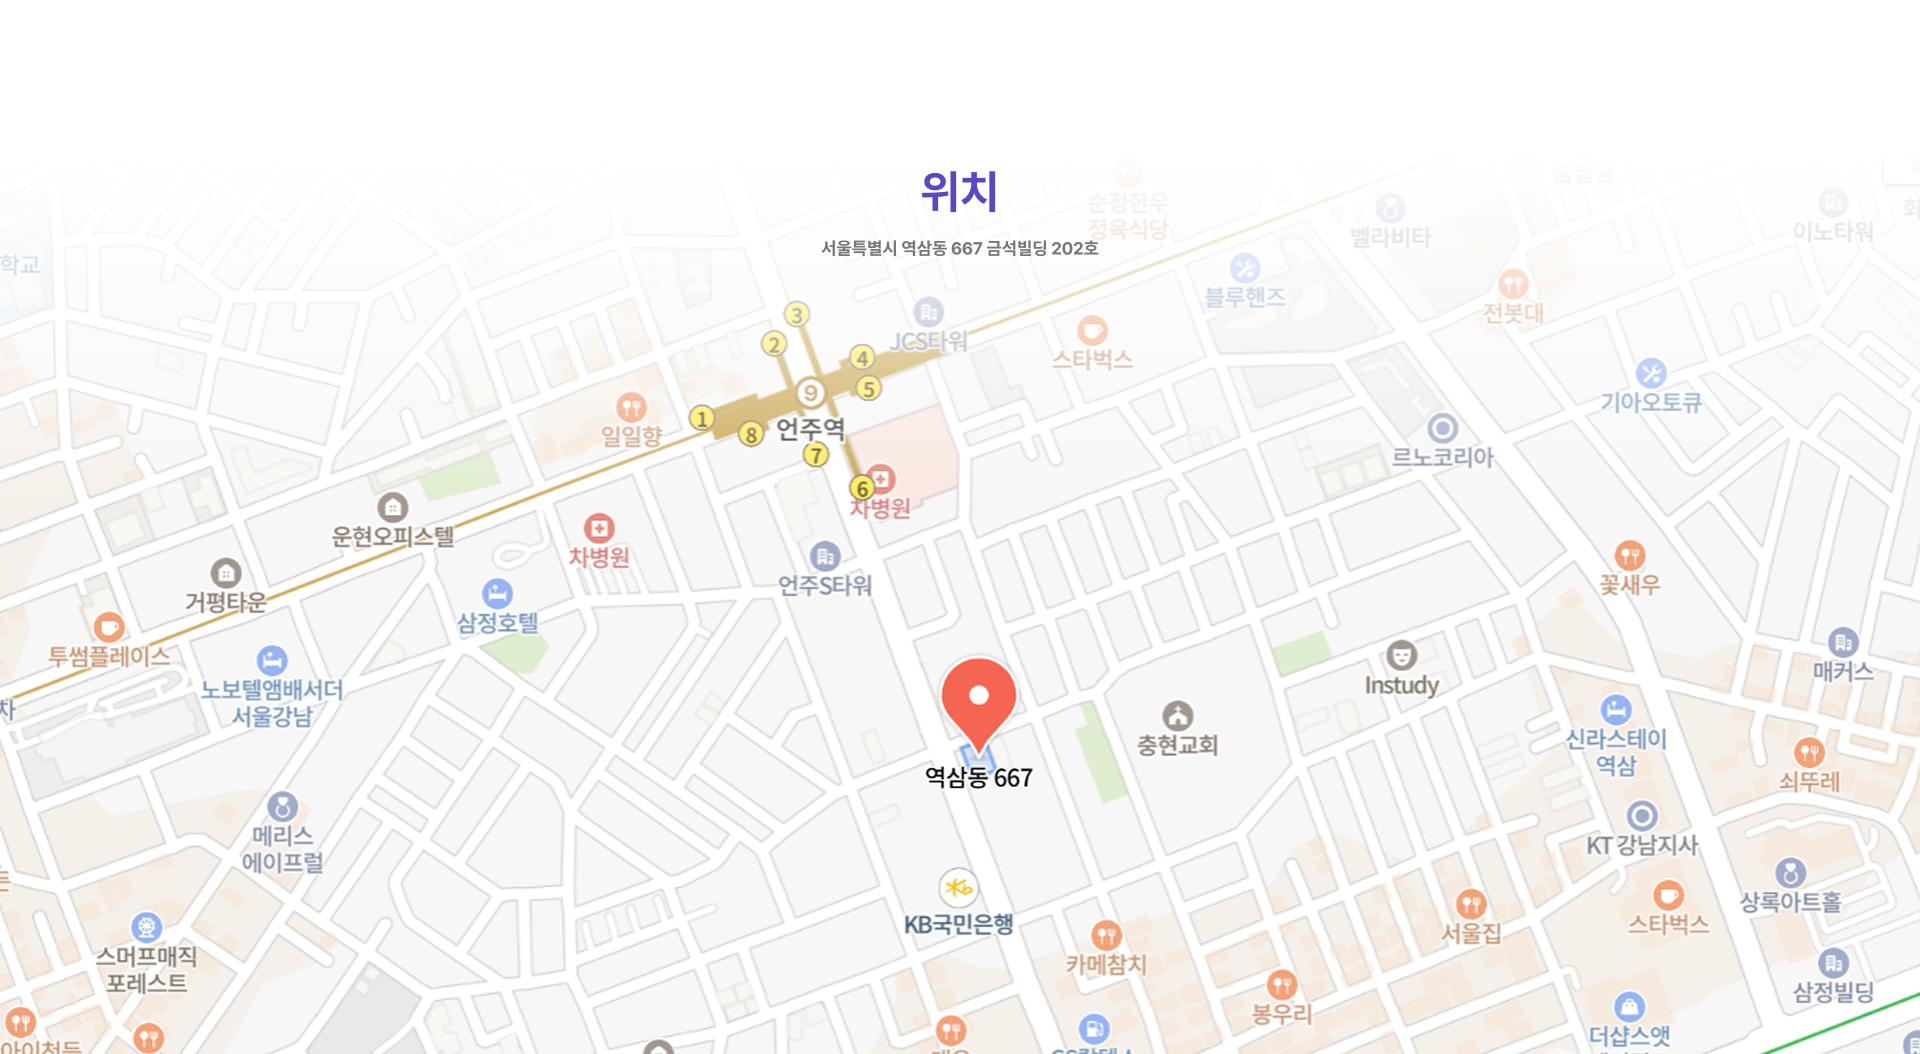 위치
서울특별시 역삼동 667 금석빌딩 202호
숨빌딩
순정한우
정육식당
벨라비타
이노타워
학교
블루핸즈
전봇대
3
2
JCS타워
4
스타벅스
5
9
기아오토큐
1
8
언주역
일일향
7
르노코리아
6
차병원
운현오피스텔
차병원
언주S타워
꽃새우
거평타운
삼정호텔
투썸플레이스
노보텔앰배서더
서울강남
매커스
Instudy
충현교회
신라스테이
역삼
역삼동 667
쇠뚜레
메리스
에이프럴
KT 강남지사
상록아트홀
KB국민은행
스타벅스
서울집
스머프매직
포레스트
카메참치
삼정빌딩
봉우리
더샵스앳